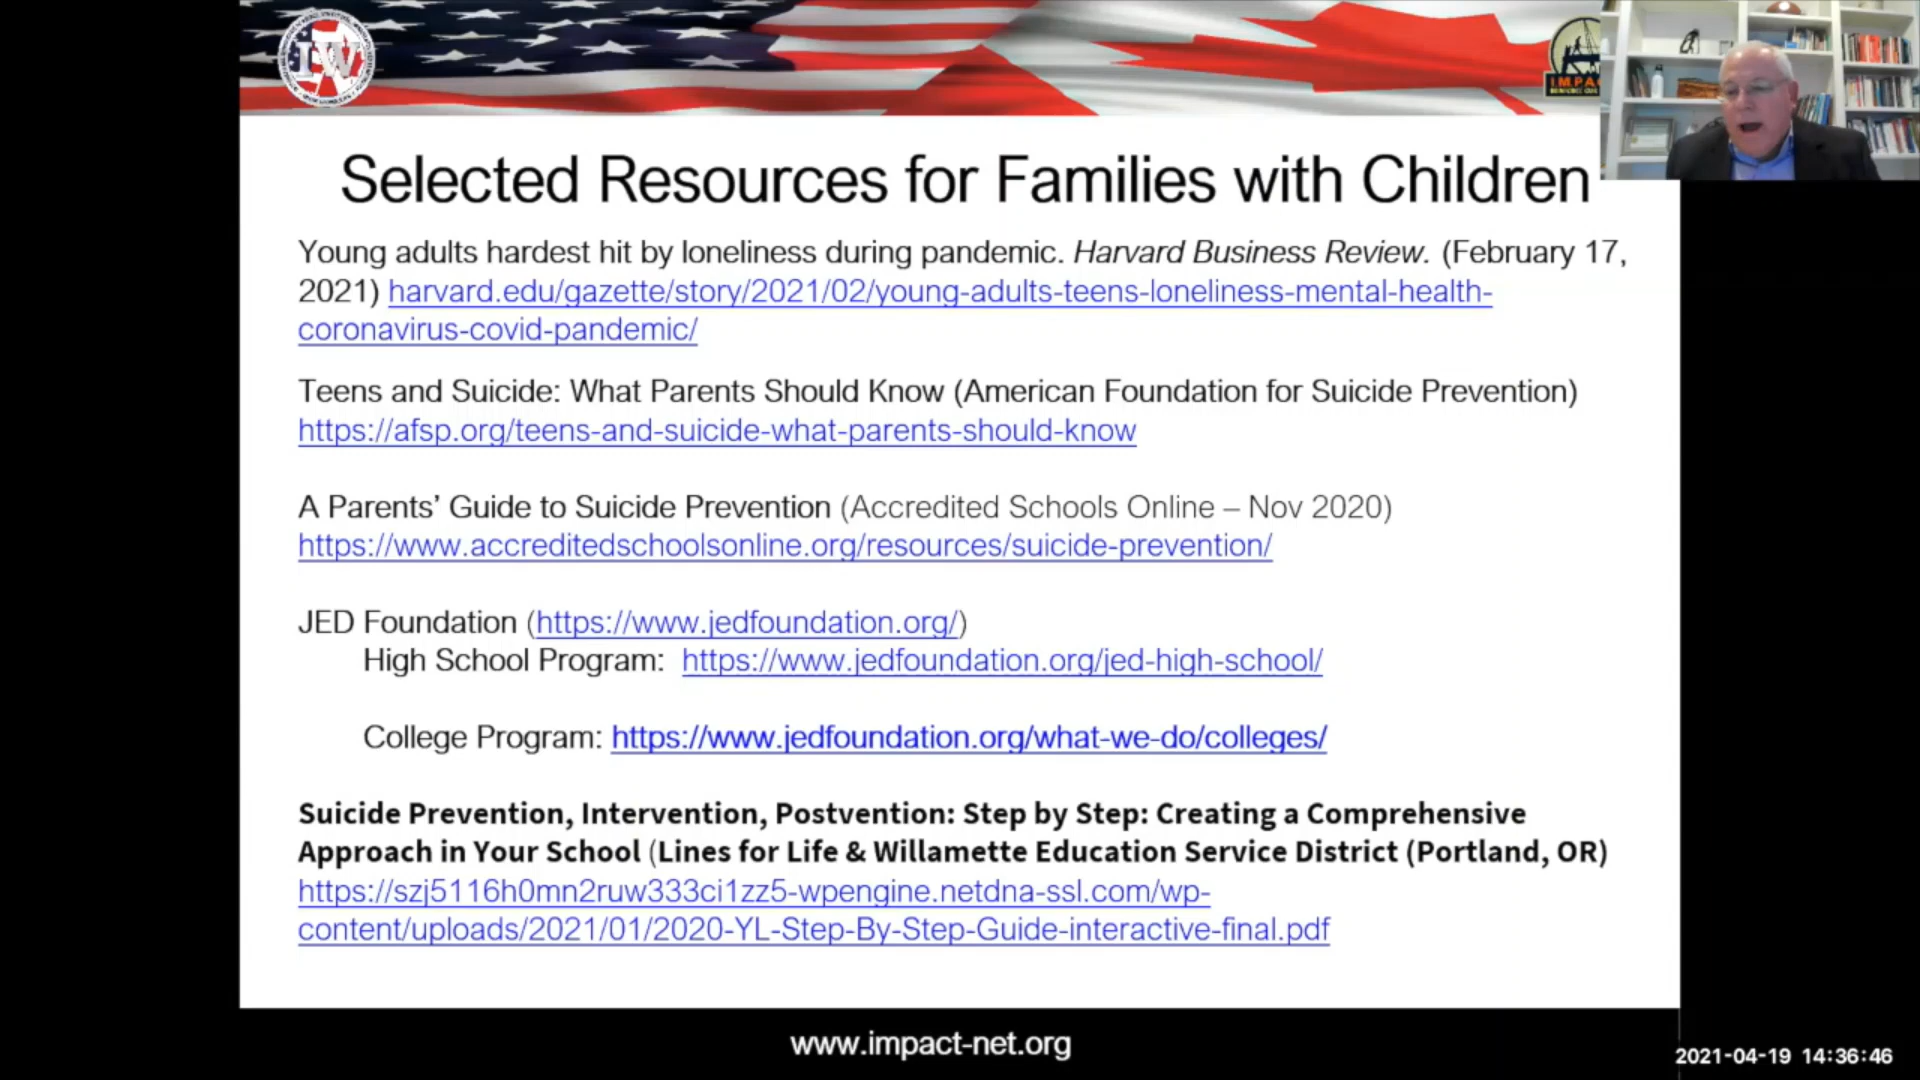 IW
IMPAC
Selected Resources for Families with Children
Young adults hardest hit by loneliness during pandemic. Harvard Business Review. (February 17,
2021) harvard.edu/gazette/story/2021/02/young-adults-teens-loneliness-mental-health-
coronavirus-covid-pandemic/
Teens and Suicide: What Parents Should Know (American Foundation for Suicide Prevention)
https://afsp.org/teens-and-suicide-what-parents-should-know
A Parents’ Guide to Suicide Prevention (Accredited Schools Online – Nov 2020)
https://www.accreditedschoolsonline.org/resources/suicide-prevention/
JED Foundation (https://www.jedfoundation.org/)
High School Program: https://www.jedfoundation.org/jed-high-school/
College Program: https://www.jedfoundation.org/what-we-do/colleges/
Suicide Prevention, Intervention, Postvention: Step by Step: Creating a Comprehensive
Approach in Your School (Lines for Life & Willamette Education Service District (Portland, OR)
https://szj5116h0mn2ruw333ci1zz5-wpengine.netdna-ssl.com/wp-
content/uploads/2021/01/2020-YL-Step-By-Step-Guide-interactive-final.pdf
www.impact-net.org
2021-04-19 14:36:46